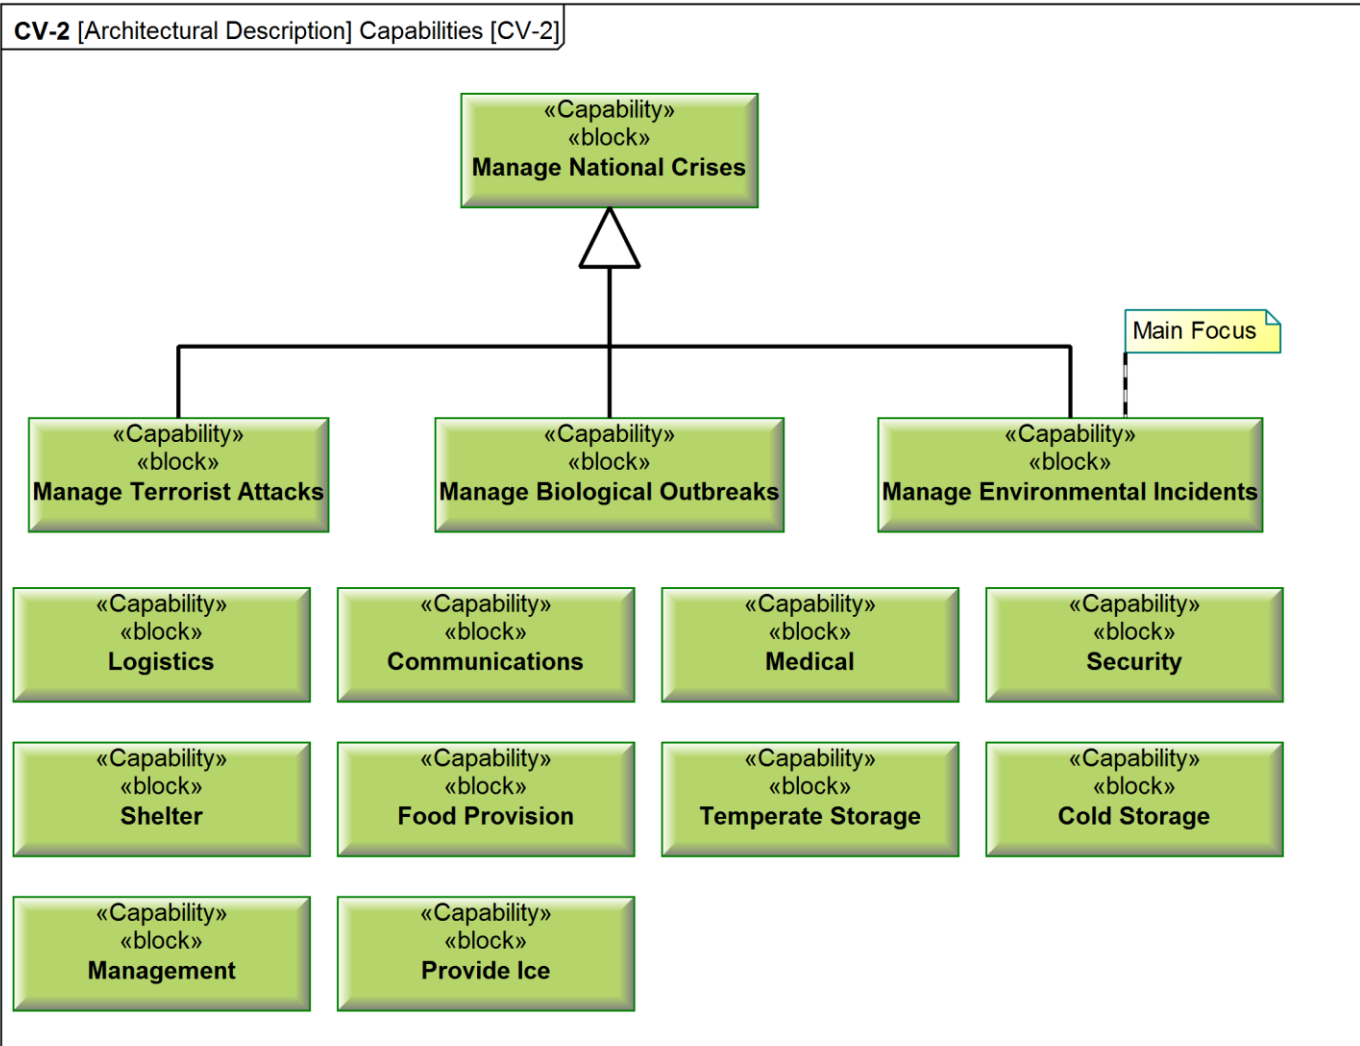 CV-2 [Architectural Description] Capabilities [CV-2]
«Capability»
«block»
Manage National Crises
Main Focus
«Capability»
«block»
Manage Terrorist Attacks
«Capability»
«block»
Manage Biological Outbreaks
«Capability»
«block»
Manage Environmental Incidents
«Capability»
«block»
Logistics
«Capability»
«block»
Communications
«Capability»
«block»
Medical
«Capability»
«block»
Security
«Capability»
«block»
Shelter
«Capability»
«block»
Food Provision
«Capability»
«block»
Temperate Storage
«Capability»
«block»
Cold Storage
«Capability»
«block»
Management
«Capability»
«block»
Provide Ice